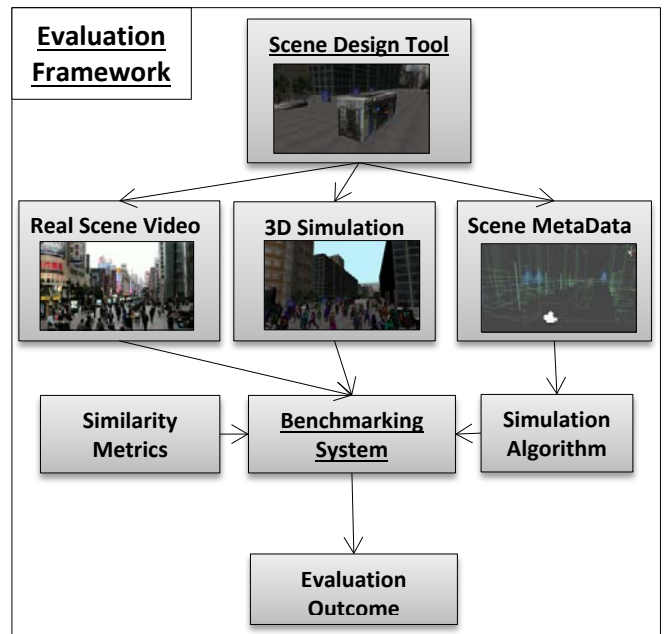 Evaluation
Framework
Scene Design Tool
Real Scene Video
3D Simulation
Scene MetaData
Similarity
Metrics
Benchmarking
System
Simulation
Algorithm
Evaluation
Outcome